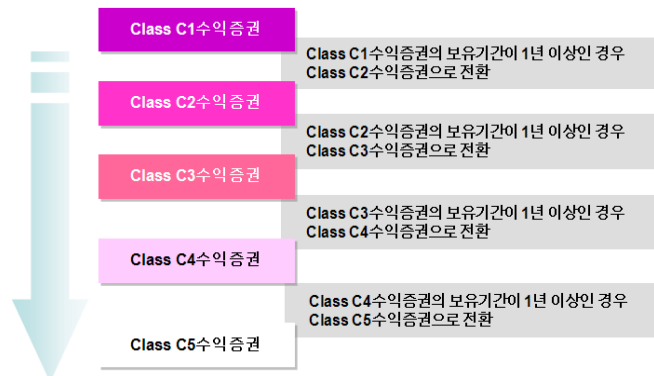 Class C1수익증권
Class C1수익증권의 보유기간이 1년 이상인 경우
Class C2수익증권으로 전환
Class C2수익증권
Class C2수익증권의 보유기간이 1년 이상인 경우
Class C3수익증권으로 전환
Class C3수익증권
Class C3수익증권의 보유기간이 1년 이상인 경우
Class C4수익증권으로 전환
Class C4수익증권
Class C4수익증권의 보유기간이 1년 이상인 경우
Class C5수익증권으로 전환
Class C5수익증권